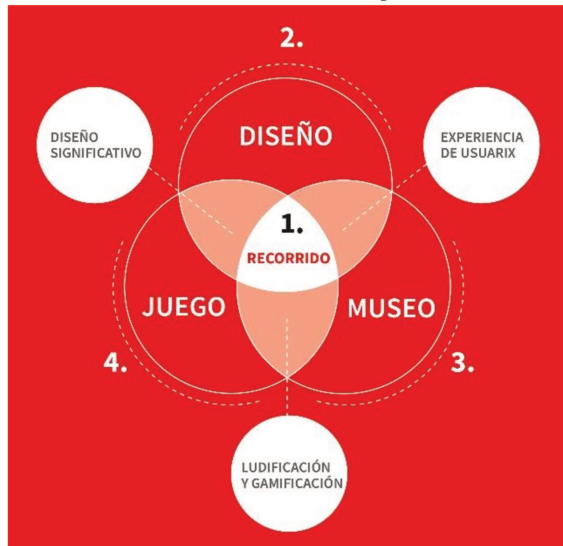 2.
DISEÑO
SIGNIFICATIVO
DISEÑO
EXPERIENCIA
DE USUARIX
1.
RECORRIDO
JUEGO
MUSEO
4.
3.
LUDIFICACIÓN
Y GAMIFICACIÓN